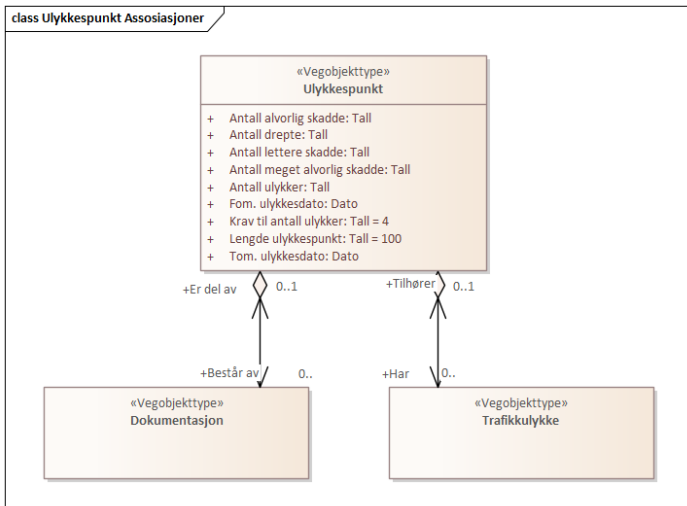 class Ulykkespunkt Assosiasjoner
«Vegobjekttype»
Ulykkespunkt
+ Antall alvorlig skadde: Tall
+ Antall drepte: Tall
+ Antall lettere skadde: Tall
+ Antall meget alvorlig skadde: Tall
+ Antall ulykker: Tall
+ Fom. ulykkesdato: Dato
+ Krav til antall ulykker: Tall = 4
+ Lengde ulykkespunkt: Tall = 100
+ Tom. ulykkesdato: Dato
+Er del av 0..1 +Tilhører 0..1
+Består av 0.. +Har 0..
«Vegobjekttype»
Dokumentasjon
«Vegobjekttype»
Trafikkulykke